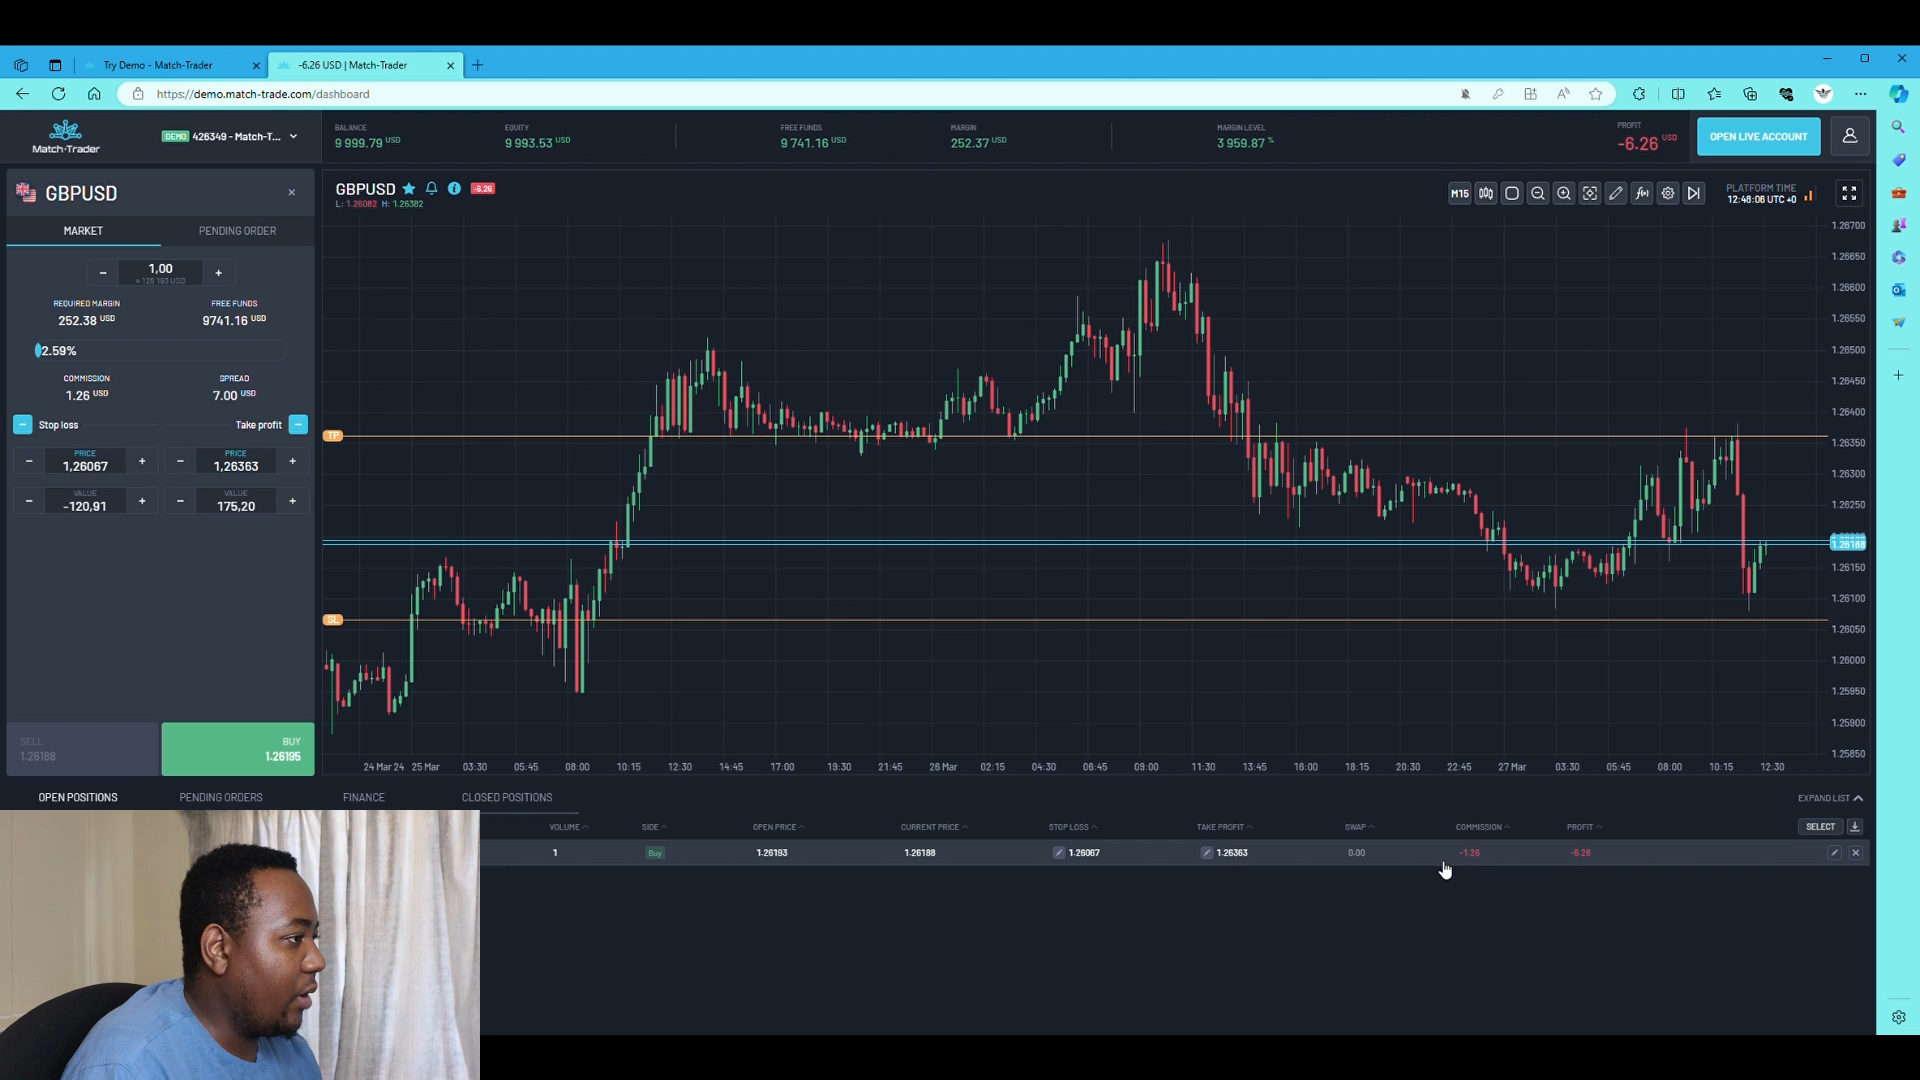 Try Demo - Match-Trader
-6.26 USD | Match-Trader
https://demo.match-trade.com/dashboard
Match-Trader
DEMO 426349 - Match-T...
BALANCE
9 999.79 USD
EQUITY
9 993.53 USD
FREE FUNDS
9 741.16 USD
MARGIN
252.37 USD
MARGIN LEVEL
3 959.87 %
PROFIT
-6.26 USD
OPEN LIVE ACCOUNT
GBPUSD
MARKET
PENDING ORDER
1,00
≈ 126 193 USD
REQUIRED MARGIN
252.38 USD
FREE FUNDS
9741.16 USD
2.59%
COMMISSION
1.26 USD
SPREAD
7.00 USD
Stop loss
Take profit
PRICE
1,26067
PRICE
1,26363
VALUE
-120,91
VALUE
175,20
SELL
1.26188
BUY
1.26195
GBPUSD
-6.26
L: 1.26082 H: 1.26382
M15
PLATFORM TIME
12:46:06 UTC +0
TP
SL
1.26700
1.26650
1.26600
1.26550
1.26500
1.26450
1.26400
1.26350
1.26300
1.26250
1.26188
1.26150
1.26100
1.26050
1.26000
1.25950
1.25900
1.25850
24 Mar 24 25 Mar 03:30 05:45 08:00 10:15 12:30 14:45 17:00 19:30 21:45 26 Mar 02:15 04:30 06:45 09:00 11:30 13:45 16:00 18:15 20:30 22:45 27 Mar 03:30 05:45 08:00 10:15 12:30
OPEN POSITIONS
PENDING ORDERS
FINANCE
CLOSED POSITIONS
EXPAND LIST
VOLUME SIDE OPEN PRICE CURRENT PRICE STOP LOSS TAKE PROFIT SWAP COMMISSION PROFIT SELECT
1 Buy 1.26193 1.26188 1.26067 1.26363 0.00 -1.26 -6.26